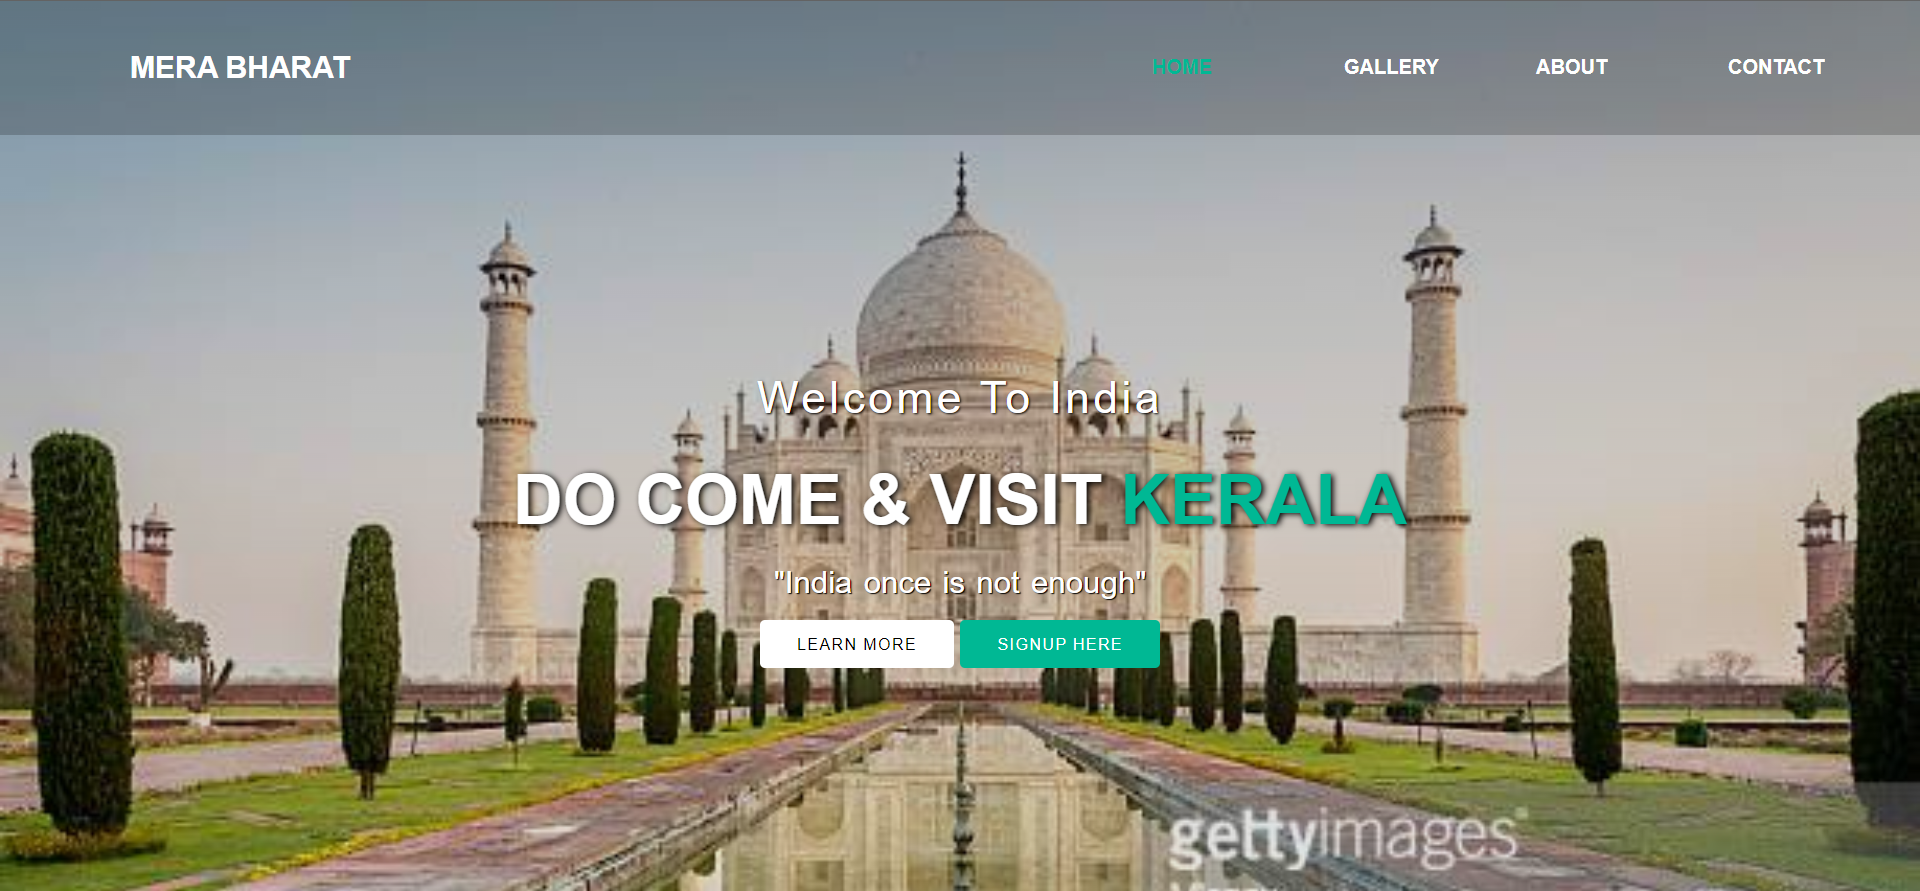 MERA BHARAT
HOME GALLERY ABOUT CONTACT
Welcome To India
DO COME & VISIT KERALA
"India once is not enough"
LEARN MORE SIGNUP HERE
gettyimages®